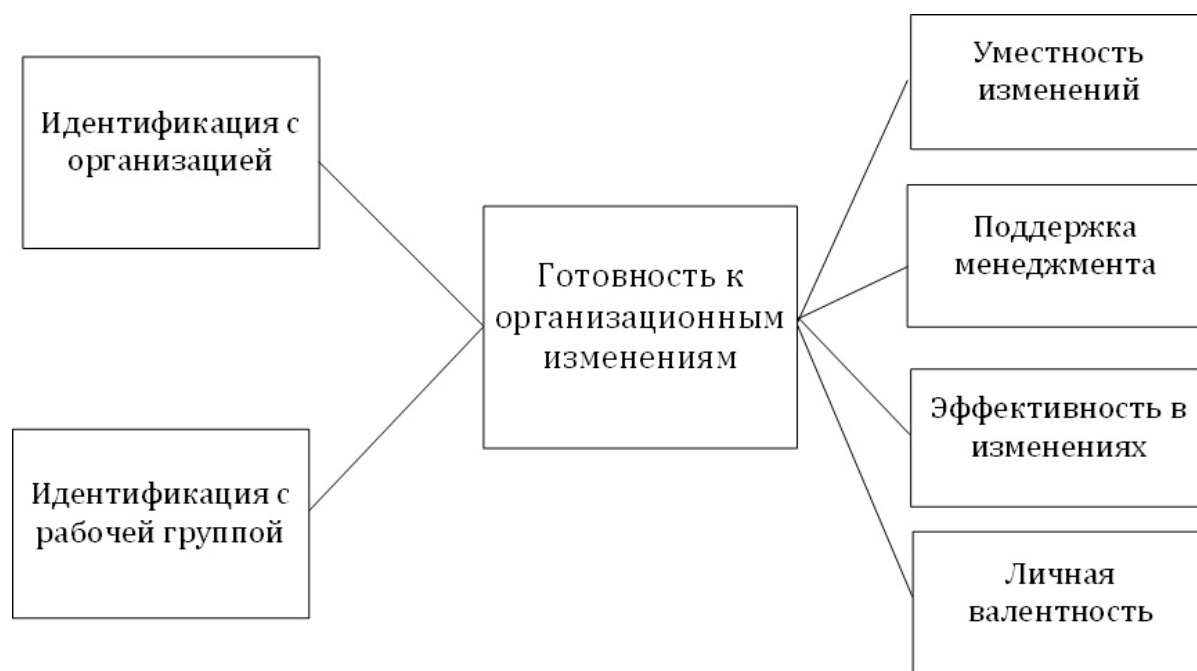 Идентификация с
организацией
Идентификация с
рабочей группой
Готовность к
организационным
изменениям
Уместность
изменений
Поддержка
менеджмента
Эффективность в
изменениях
Личная
валентность